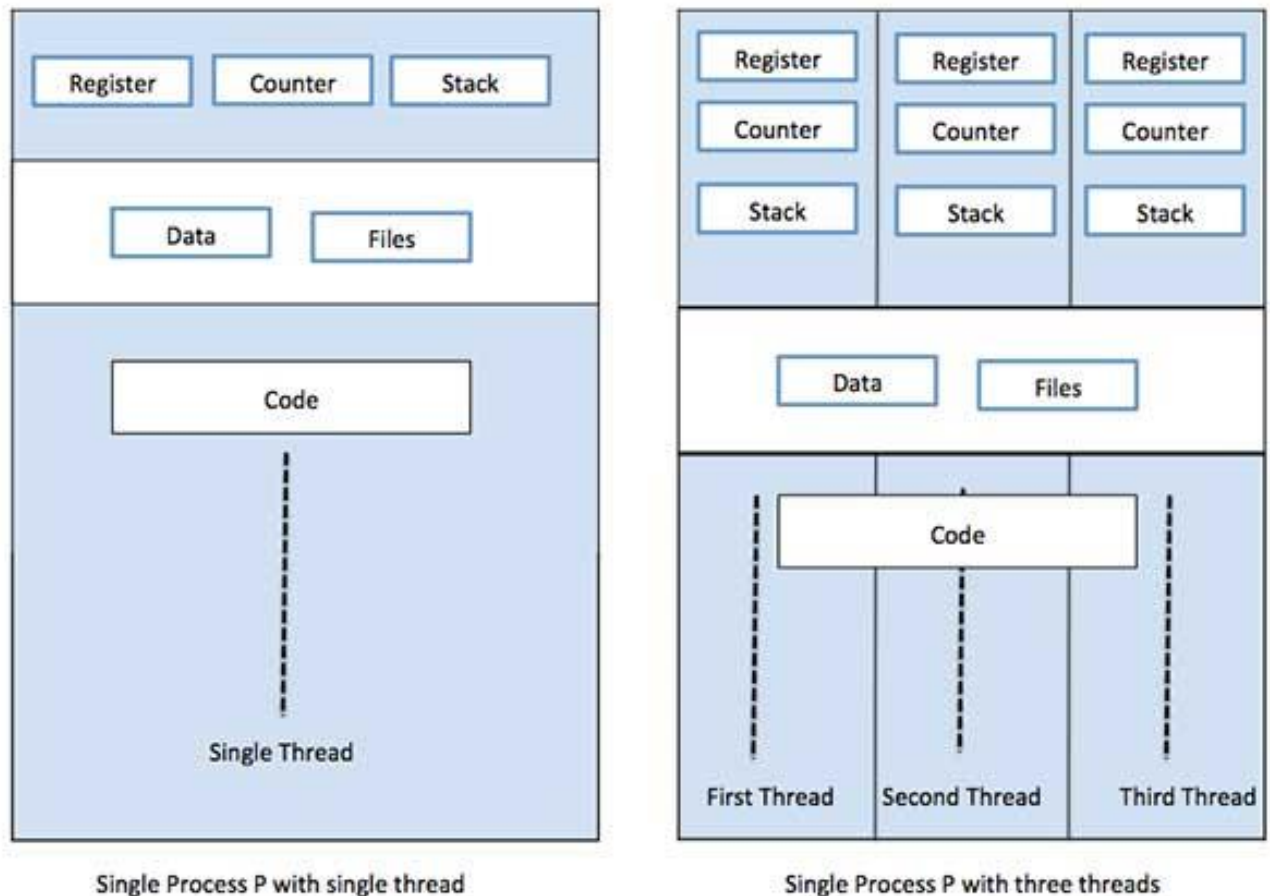 Register Counter Stack
Data Files
Code
Single Thread
Single Process P with single thread
Register Register Register
Counter Counter Counter
Stack Stack Stack
Data Files
Code
First Thread Second Thread Third Thread
Single Process P with three threads